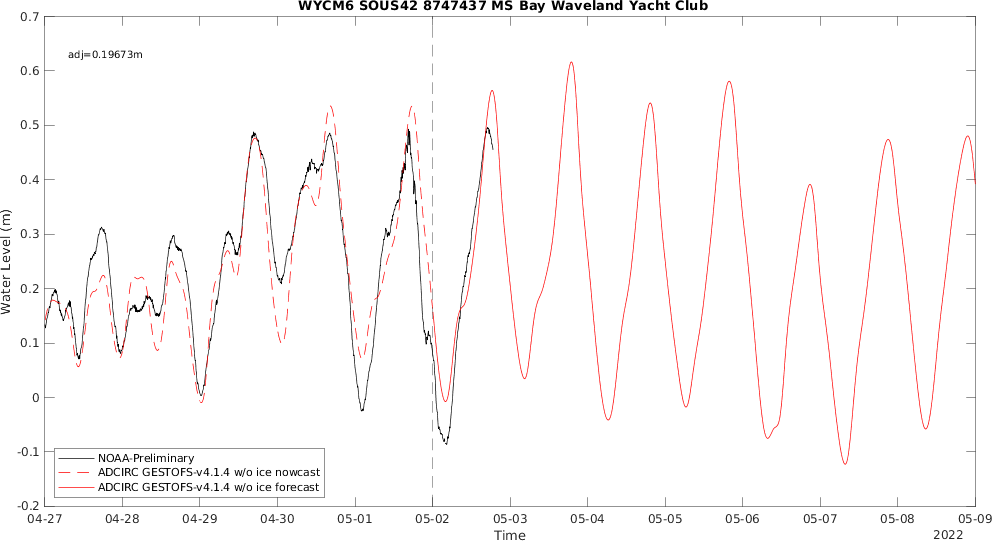 WYCM6 SOUS42 8747437 MS Bay Waveland Yacht Club
adj=0.19673m
0.7
0.6
0.5
0.4
0.3
0.2
0.1
0
-0.1
-0.2
Water Level (m)
NOAA-Preliminary
ADCIRC GESTOFS-v4.1.4 w/o ice nowcast
ADCIRC GESTOFS-v4.1.4 w/o ice forecast
04-27 04-28 04-29 04-30 05-01 05-02 05-03 05-04 05-05 05-06 05-07 05-08 05-09
Time
2022